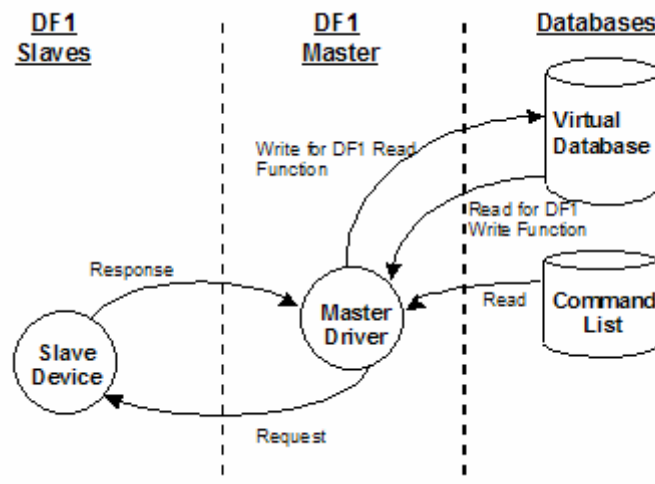 DF1
Slaves
DF1
Master
Databases
Virtual
Database
Write for DF1 Read
Function
Read for DF1
Write Function
Response
Read
Command
List
Master
Driver
Slave
Device
Request